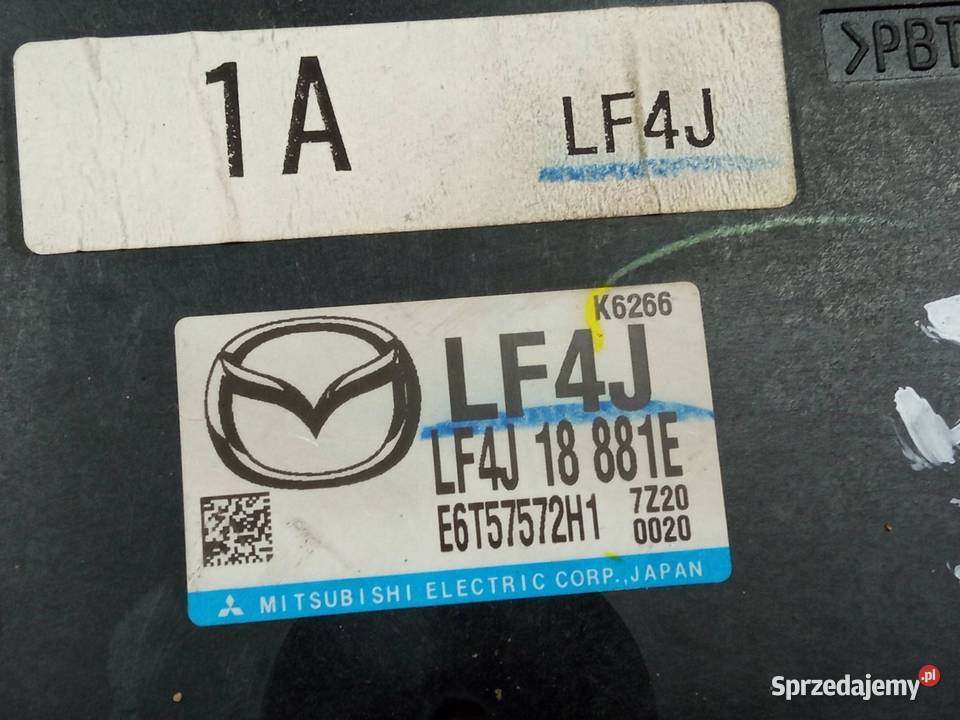 1A LF4J
>PBT
K6266
LF4J
LF4J 18 881E
E6T57572H1 7Z20
0020
MITSUBISHI ELECTRIC CORP., JAPAN
Sprzedajemy.pl